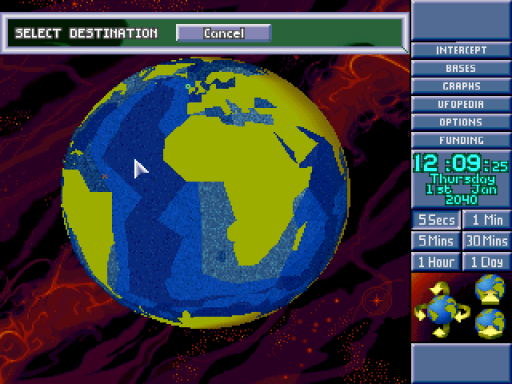 SELECT DESTINATION Cancel
INTERCEPT
BASES
GRAPHS
UFOPEDIA
OPTIONS
FUNDING
12:09:25
Thursday
1st Jan
2040
5 Secs 1 Min
5 Mins 30 Mins
1 Hour 1 Day